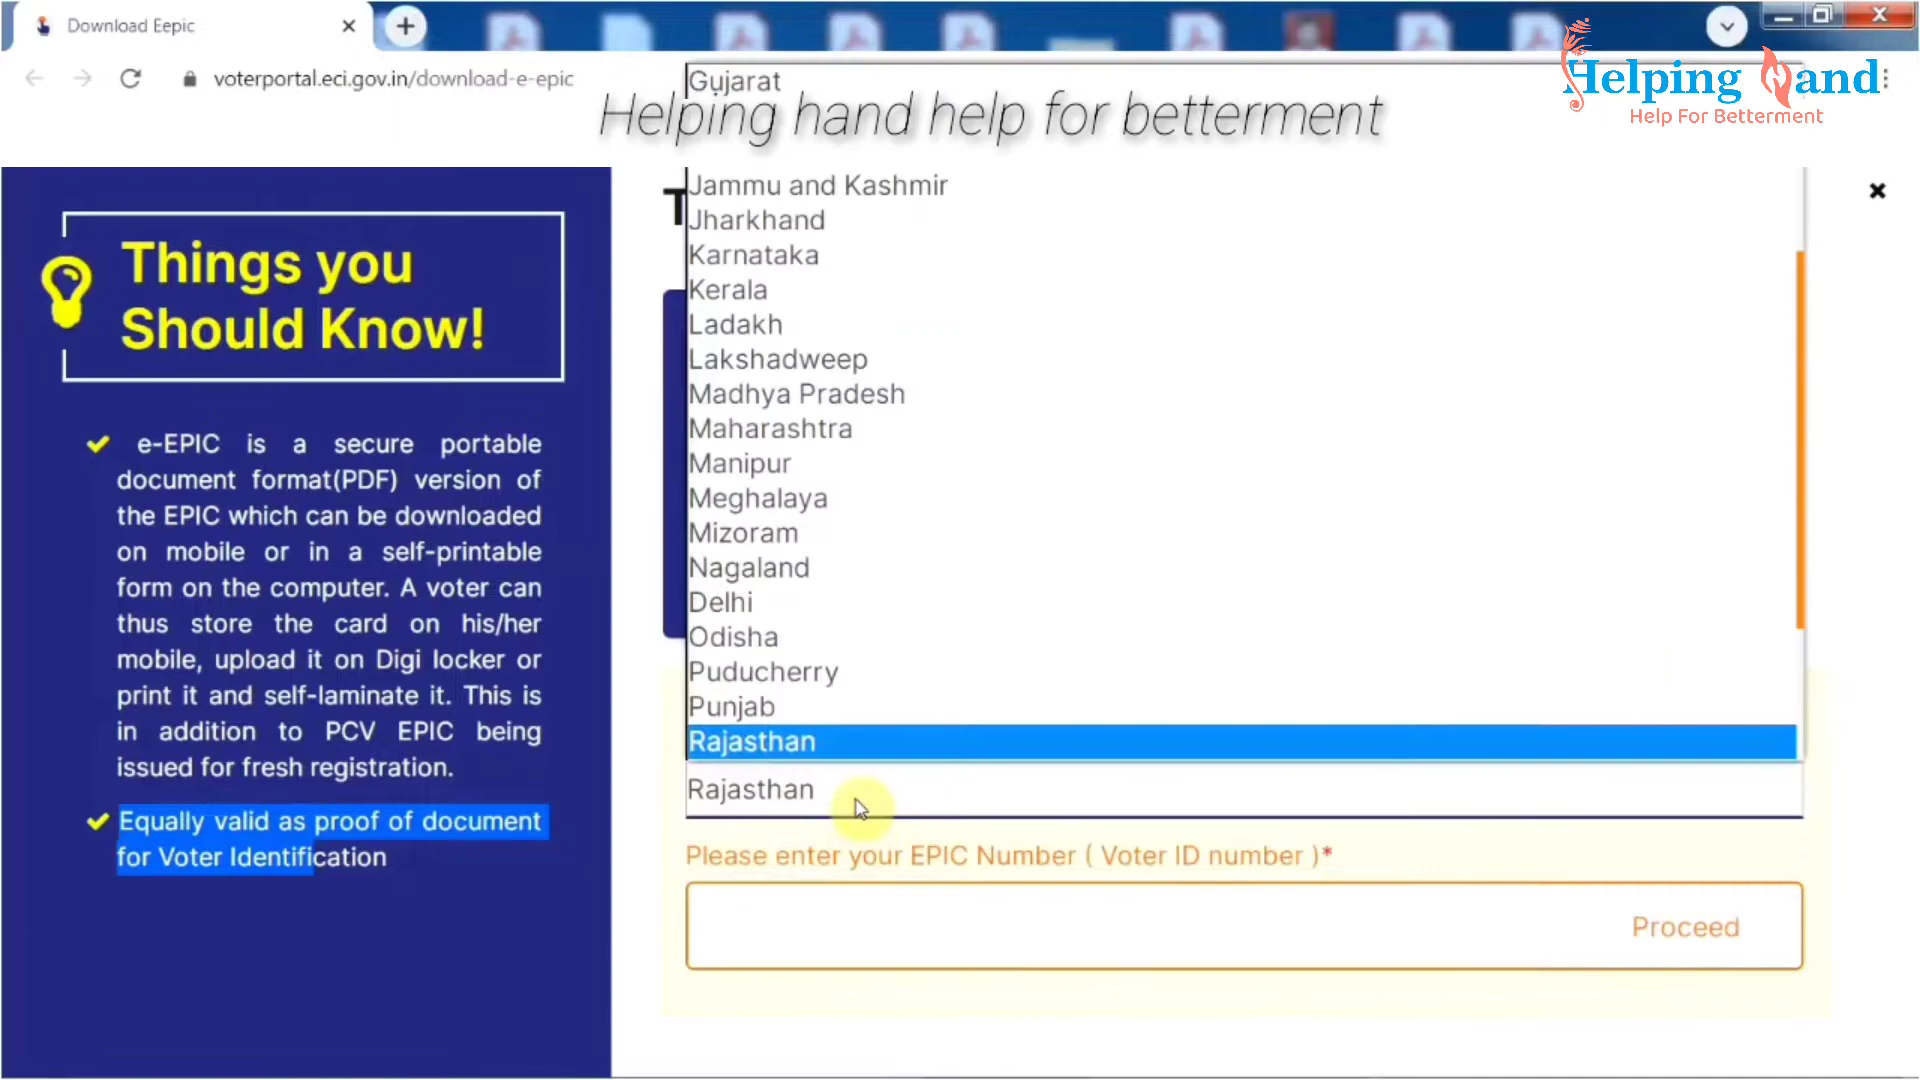 Download Eepic
voterportal.eci.gov.in/download-e-epic
Helping Hand
Help For Betterment
Gujarat
Helping hand help for betterment
Things you
Should Know!
e-EPIC is a secure portable
document format(PDF) version of
the EPIC which can be downloaded
on mobile or in a self-printable
form on the computer. A voter can
thus store the card on his/her
mobile, upload it on Digi locker or
print it and self-laminate it. This is
in addition to PCV EPIC being
issued for fresh registration.
Equally valid as proof of document
for Voter Identification
T
Jammu and Kashmir
Jharkhand
Karnataka
Kerala
Ladakh
Lakshadweep
Madhya Pradesh
Maharashtra
Manipur
Meghalaya
Mizoram
Nagaland
Delhi
Odisha
Puducherry
Punjab
Rajasthan
Rajasthan
Please enter your EPIC Number ( Voter ID number )*
Proceed